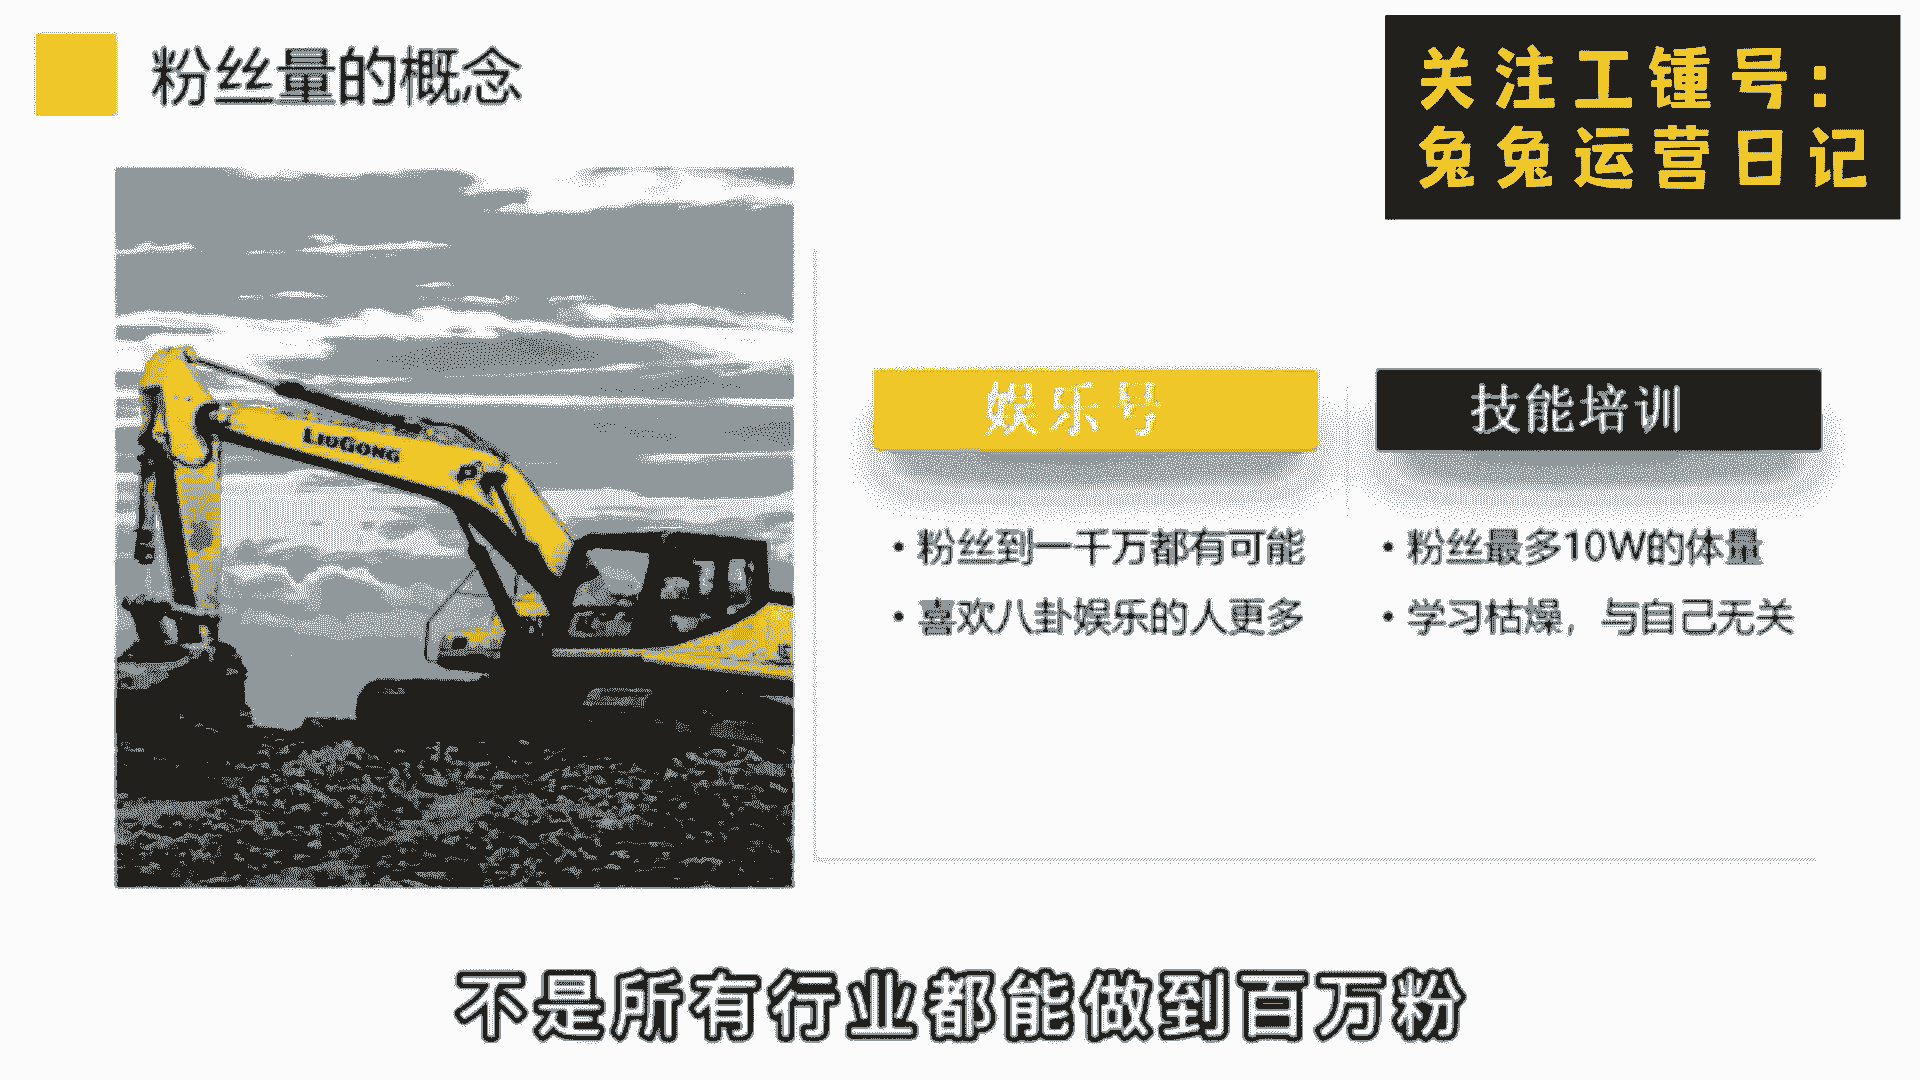 粉丝量的概念
关注工锺号：
兔兔运营日记
LIUGONG
娱乐号
技能培训
• 粉丝到一千万都有可能
• 喜欢八卦娱乐的人更多
• 粉丝最多10W的体量
• 学习枯燥，与自己无关
不是所有行业都能做到百万粉